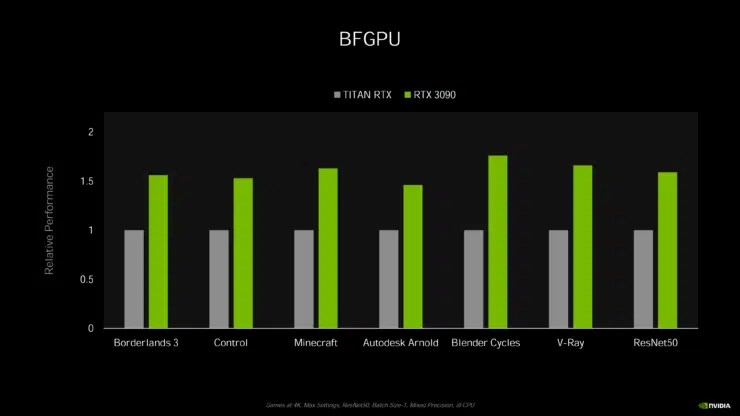 BFGPU
TITAN RTX RTX 3090
Relative Performance
2
1.5
1
0.5
0
Borderlands 3 Control Minecraft Autodesk Arnold Blender Cycles V-Ray ResNet50
Games at 4K, Max Settings, ResNet50, Batch Size-1, Mixed Precision,
NVIDIA